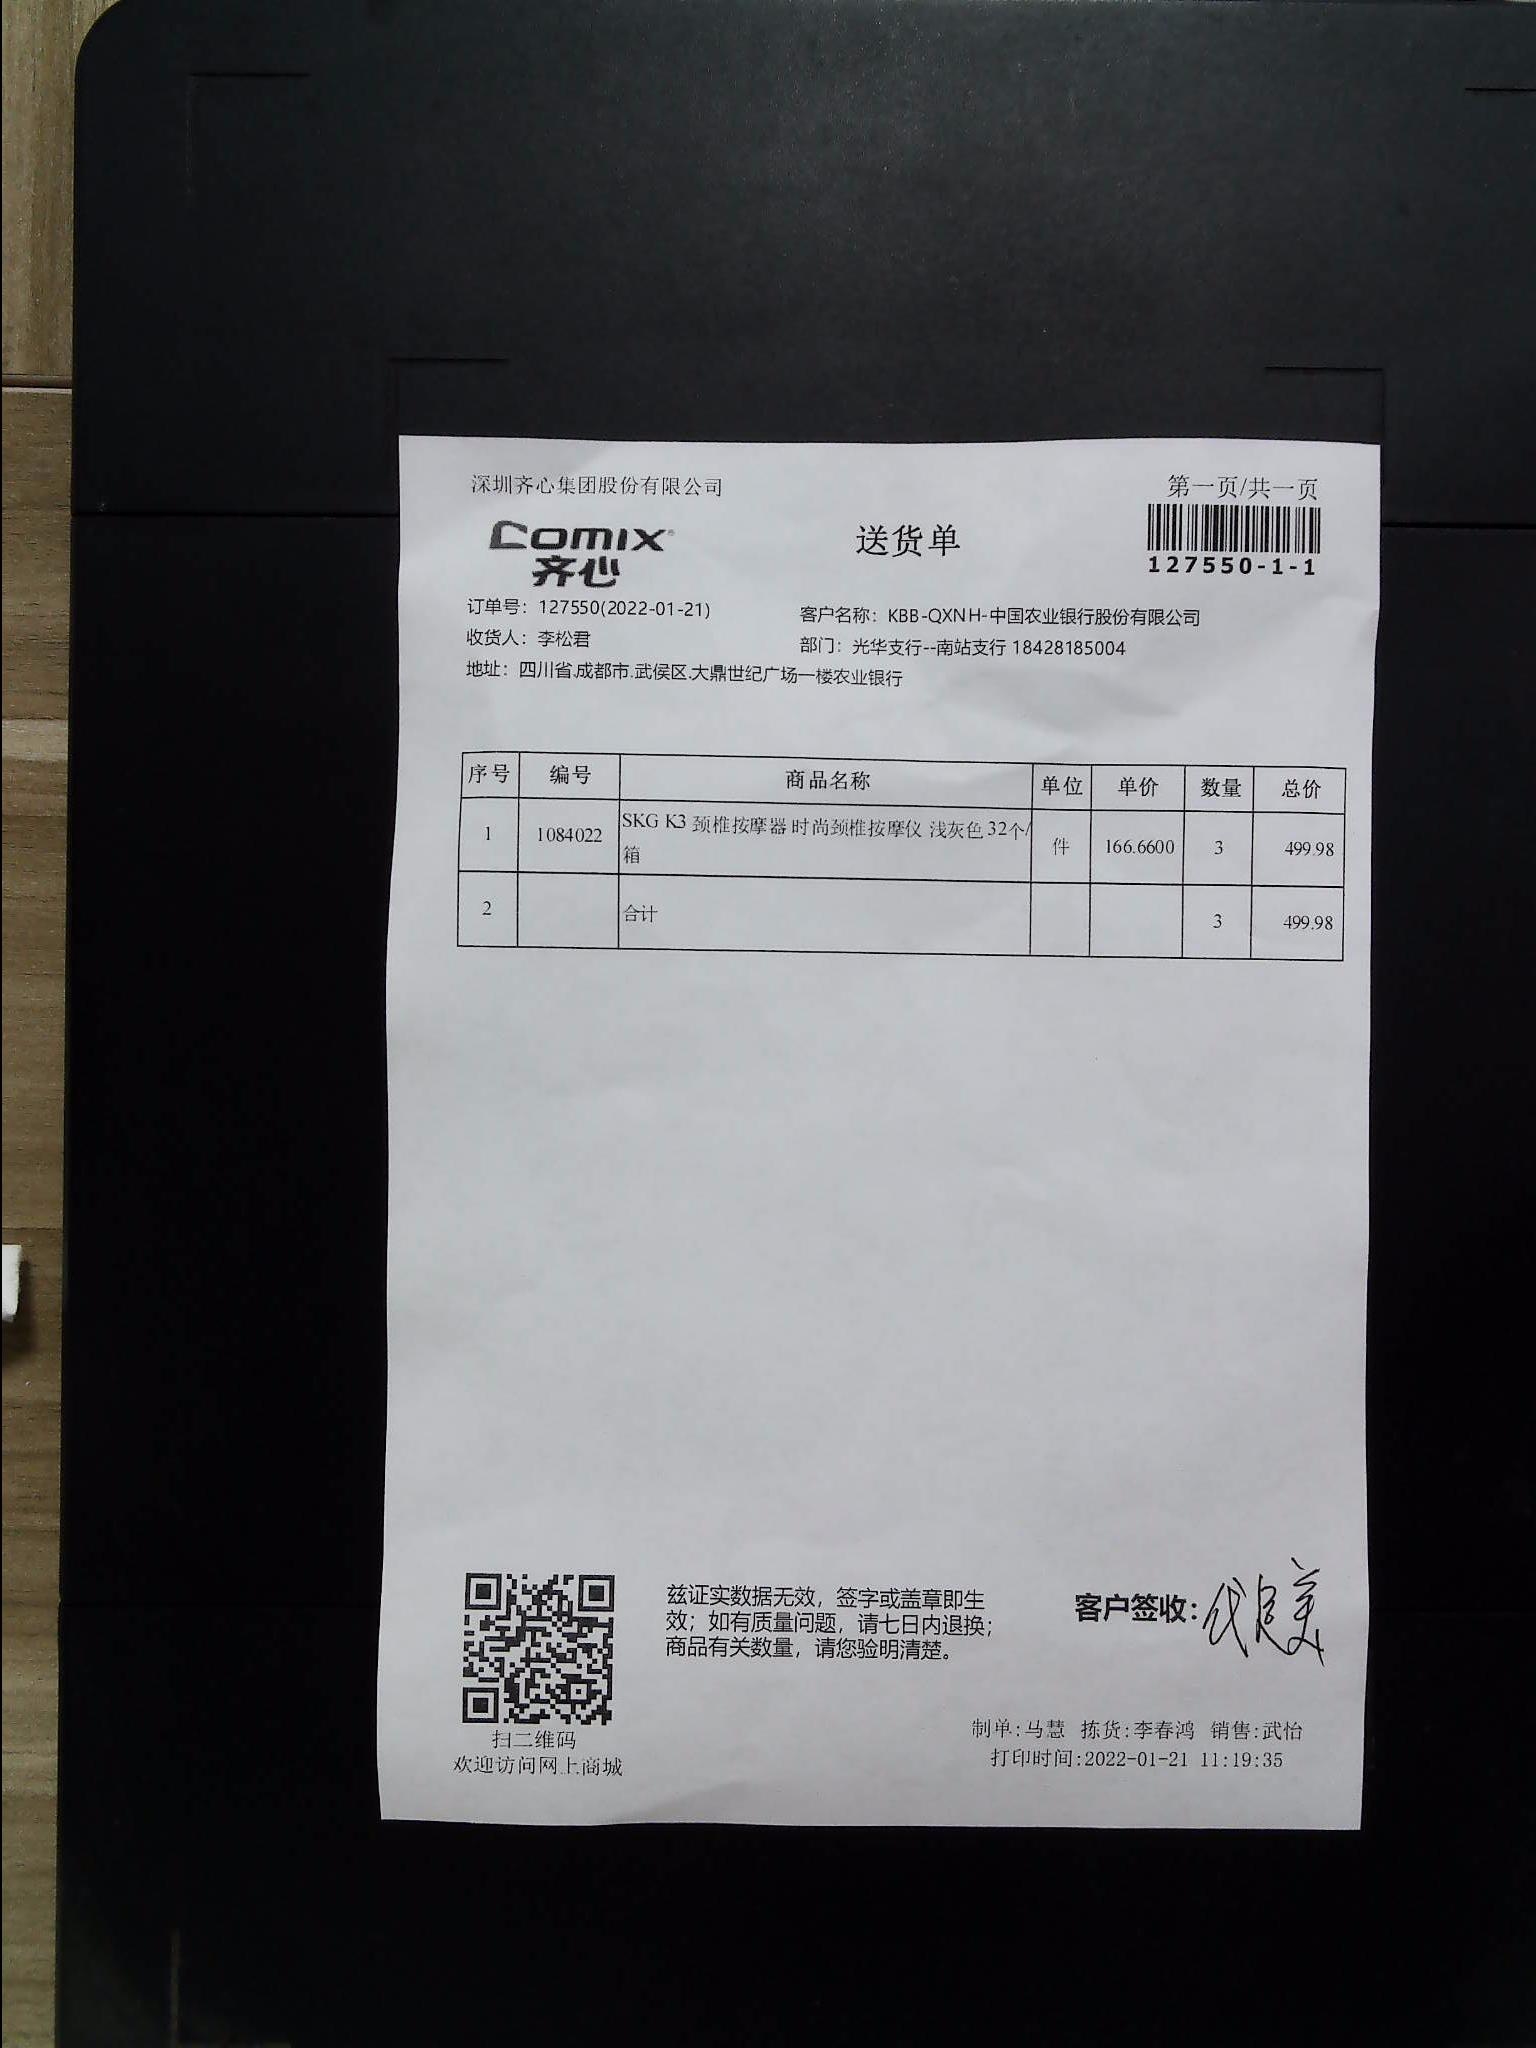 深圳齐心集团股份有限公司
第一页/共一页
comix
齐心
送货单
127550-1-1
订单号：127550(2022-01-21)
客户名称：KBB-QXNH-中国农业银行股份有限公司
收货人：李松君
部门：光华支行--南站支行 18428185004
地址：四川省.成都市.武侯区.大鼎世纪广场一楼农业银行
序号 编号 商品名称 单位 单价 数量 总价
1 1084022 SKG K3 颈椎按摩器 时尚颈椎按摩仪 浅灰色 32个/
箱 件 166.6600 3 499.98
2 合计 3 499.98
兹证实数据无效，签字或盖章即生
效；如有质量问题，请七日内退换；
商品有关数量，请您验明清楚。
客户签收：
扫二维码
欢迎访问网上商城
制单:马慧 拣货:李春鸿 销售:武怡
打印时间:2022-01-21 11:19:35